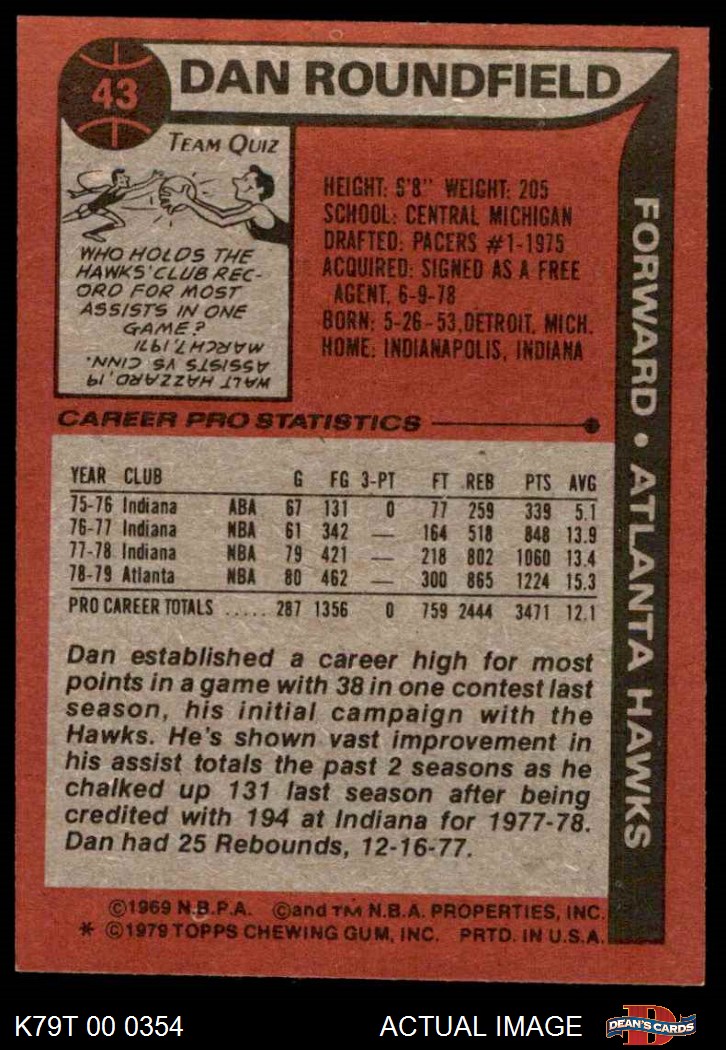 43
DAN ROUNDFIELD
TEAM QUIZ
WHO HOLDS THE
HAWKS' CLUB REC-
ORD FOR MOST
ASSISTS IN ONE
GAME?
WALT HAZZARD, 19
ASSISTS VS CINN.
MARCH 7, 1971
HEIGHT: 6'8" WEIGHT: 205
SCHOOL: CENTRAL MICHIGAN
DRAFTED: PACERS #1-1975
ACQUIRED: SIGNED AS A FREE
AGENT, 6-9-78
BORN: 5-26-53, DETROIT, MICH.
HOME: INDIANAPOLIS, INDIANA
FORWARD • ATLANTA HAWKS
CAREER PRO STATISTICS
YEAR CLUB G FG 3-PT FT REB PTS AVG
75-76 Indiana ABA 67 131 0 77 259 339 5.1
76-77 Indiana NBA 61 342 — 164 518 848 13.9
77-78 Indiana NBA 79 421 — 218 802 1060 13.4
78-79 Atlanta NBA 80 462 — 300 865 1224 15.3
PRO CAREER TOTALS ..... 287 1356 0 759 2444 3471 12.1
Dan established a career high for most
points in a game with 38 in one contest last
season, his initial campaign with the
Hawks. He's shown vast improvement in
his assist totals the past 2 seasons as he
chalked up 131 last season after being
credited with 194 at Indiana for 1977-78.
Dan had 25 Rebounds, 12-16-77.
©1969 N.B.P.A. ©and TM N.B.A. PROPERTIES, INC.
* ©1979 TOPPS CHEWING GUM, INC. PRTD. IN U.S.A.
K79T 00 0354
ACTUAL IMAGE
D
DEAN'S CARDS